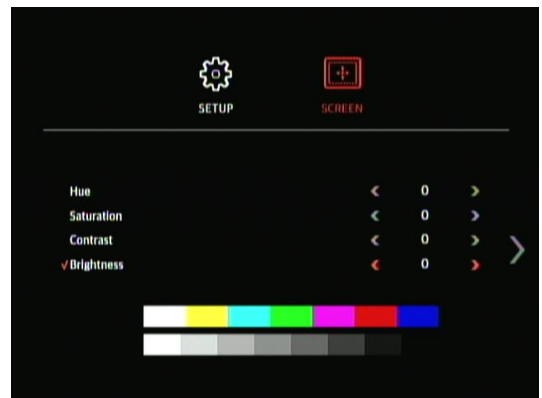 SETUP SCREEN
Hue 0
Saturation 0
Contrast 0
Brightness 0